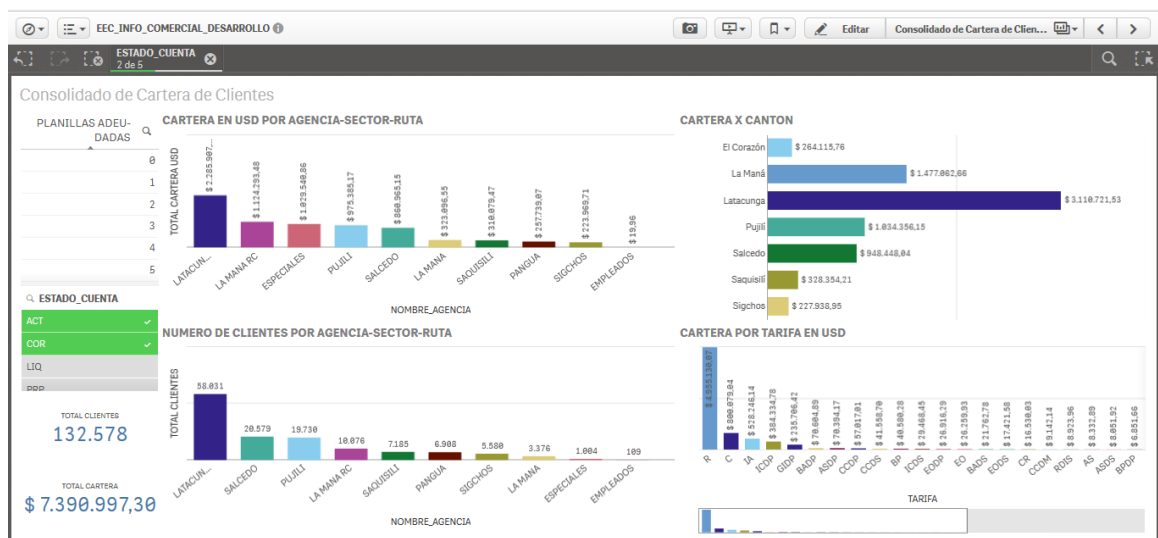 EEC_INFO_COMERCIAL_DESARROLLO
Editar
Consolidado de Cartera de Clien...
ESTADO_CUENTA
2 de 5
Consolidado de Cartera de Clientes
PLANILLAS ADEU-
DADAS
0
1
2
3
4
5
ESTADO_CUENTA
ACT
COR
LIQ
PRP
TOTAL CLIENTES
132.578
TOTAL CARTERA
$ 7.390.997,30
CARTERA EN USD POR AGENCIA-SECTOR-RUTA
TOTAL CARTERA USD
$ 2.285.907,...
$ 1.124.293,48
$ 1.029.540,86
$ 975.385,17
$ 860.965,15
$ 323.096,55
$ 310.079,47
$ 257.739,07
$ 223.969,71
$ 19,96
LATACUN...
LA MANA RC
ESPECIALES
PUJILI
SALCEDO
LA MANA
SAQUISILI
PANGUA
SIGCHOS
EMPLEADOS
NOMBRE_AGENCIA
NUMERO DE CLIENTES POR AGENCIA-SECTOR-RUTA
TOTAL CLIENTES
58.031
20.579
19.730
10.076
7.185
6.908
5.580
3.376
1.004
109
LATACUN...
SALCEDO
PUJILI
LA MANA RC
SAQUISILI
PANGUA
SIGCHOS
LA MANA
ESPECIALES
EMPLEADOS
NOMBRE_AGENCIA
CARTERA X CANTON
El Corazón
$ 264.115,76
La Maná
$ 1.477.062,66
Latacunga
$ 3.110.721,53
Pujilí
$ 1.034.356,15
Salcedo
$ 948.448,04
Saquisilí
$ 328.354,21
Sigchos
$ 227.938,95
CARTERA POR TARIFA EN USD
$ 4.955.130,07
$ 800.079,04
$ 528.246,14
$ 384.334,78
$ 235.706,42
$ 70.604,89
$ 70.394,17
$ 57.017,01
$ 41.558,70
$ 40.580,28
$ 29.468,45
$ 26.916,29
$ 26.259,93
$ 21.762,78
$ 17.421,58
$ 16.530,03
$ 9.142,14
$ 8.923,96
$ 8.332,89
$ 8.051,92
$ 6.851,66
R
C
IA
ICDP
GIDP
BADP
ASDP
CCDP
CCDS
BP
ICDS
EODP
EO
BADS
EODS
CR
CCDM
RDIS
AS
ASDS
BPDP
TARIFA